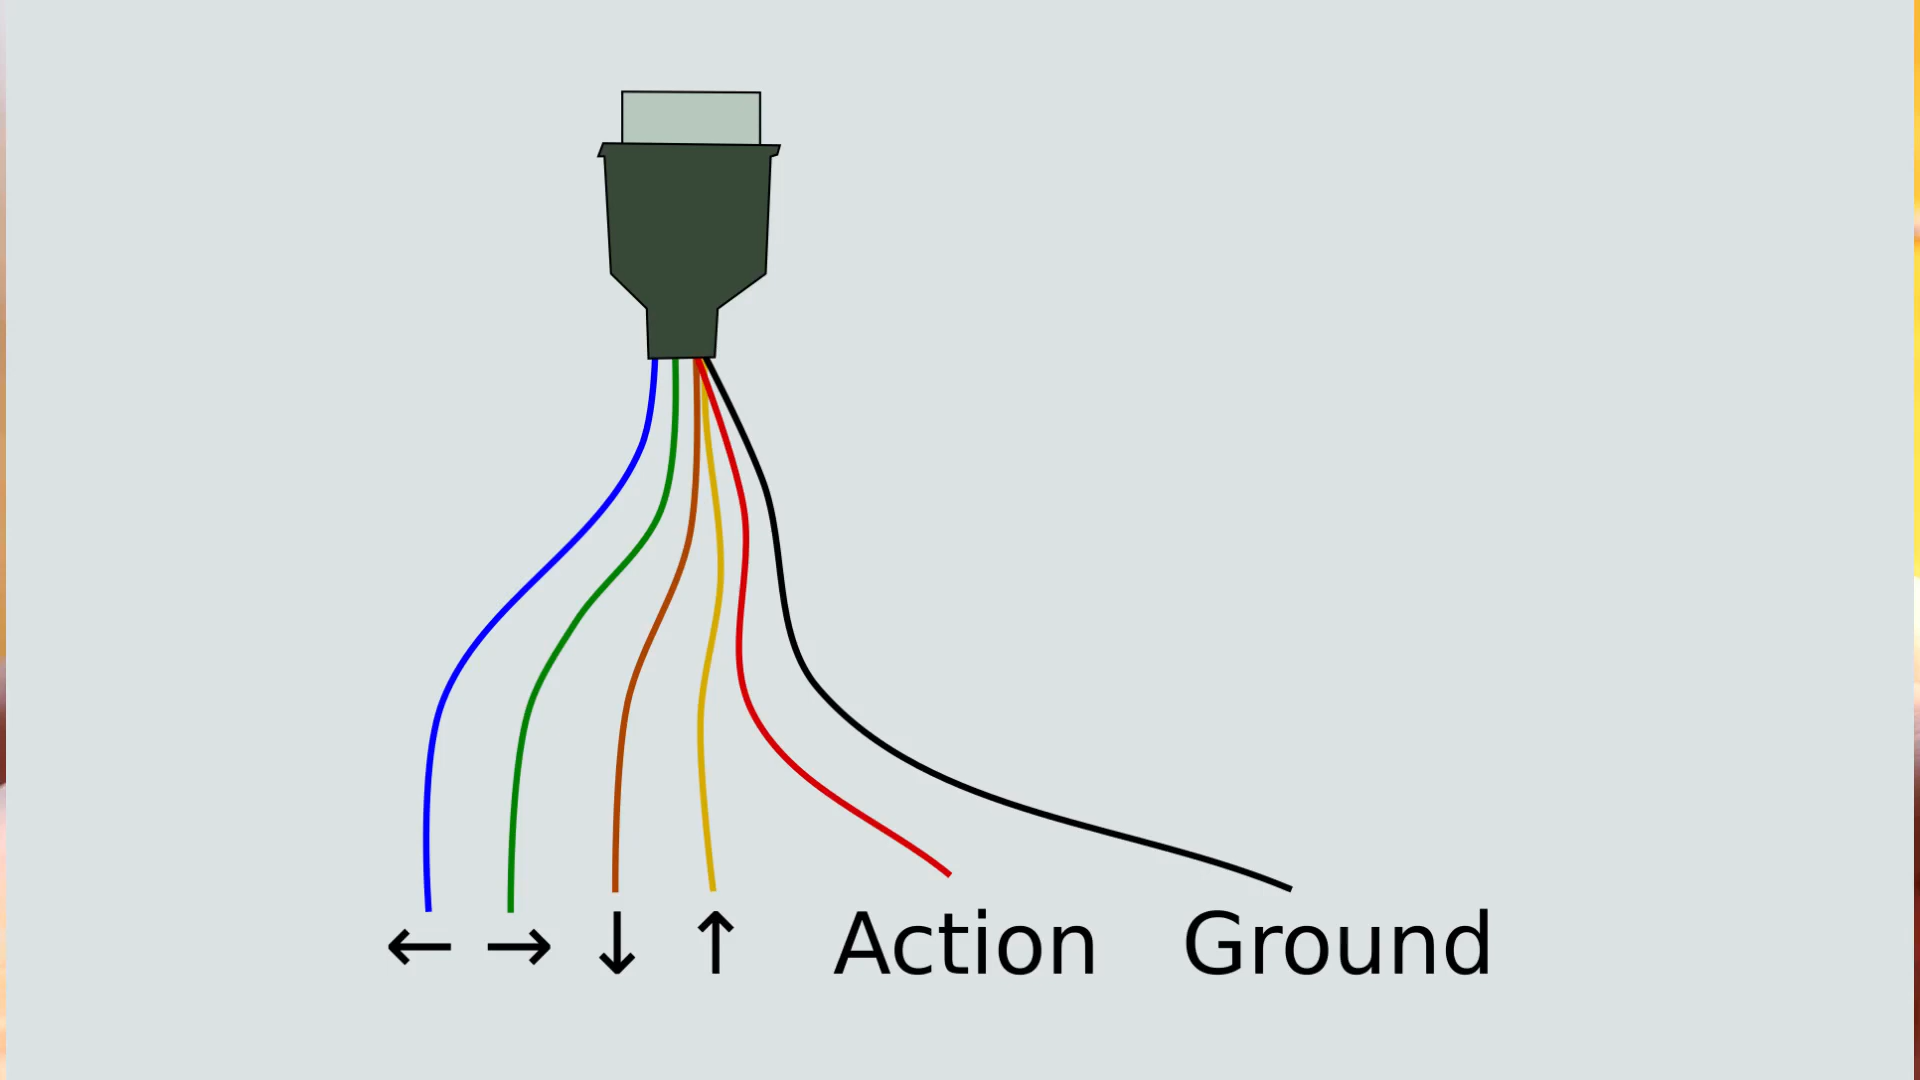 ← → ↓ ↑ Action Ground